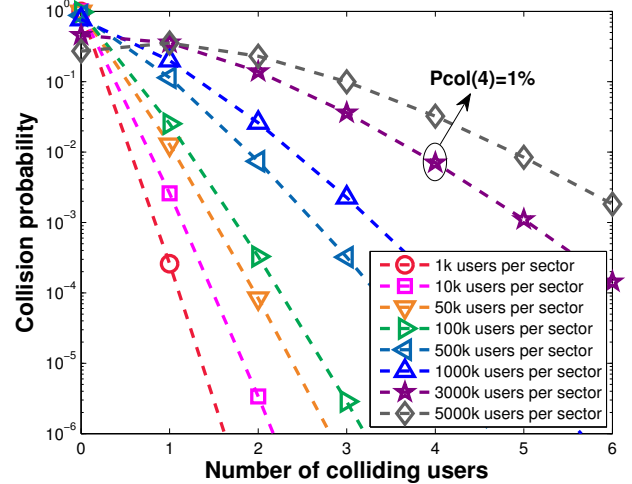 Pcol(4)=1%
Collision probability
10^0
10^-1
10^-2
10^-3
10^-4
10^-5
10^-6
1k users per sector
10k users per sector
50k users per sector
100k users per sector
500k users per sector
1000k users per sector
3000k users per sector
5000k users per sector
0 1 2 3 4 5 6
Number of colliding users